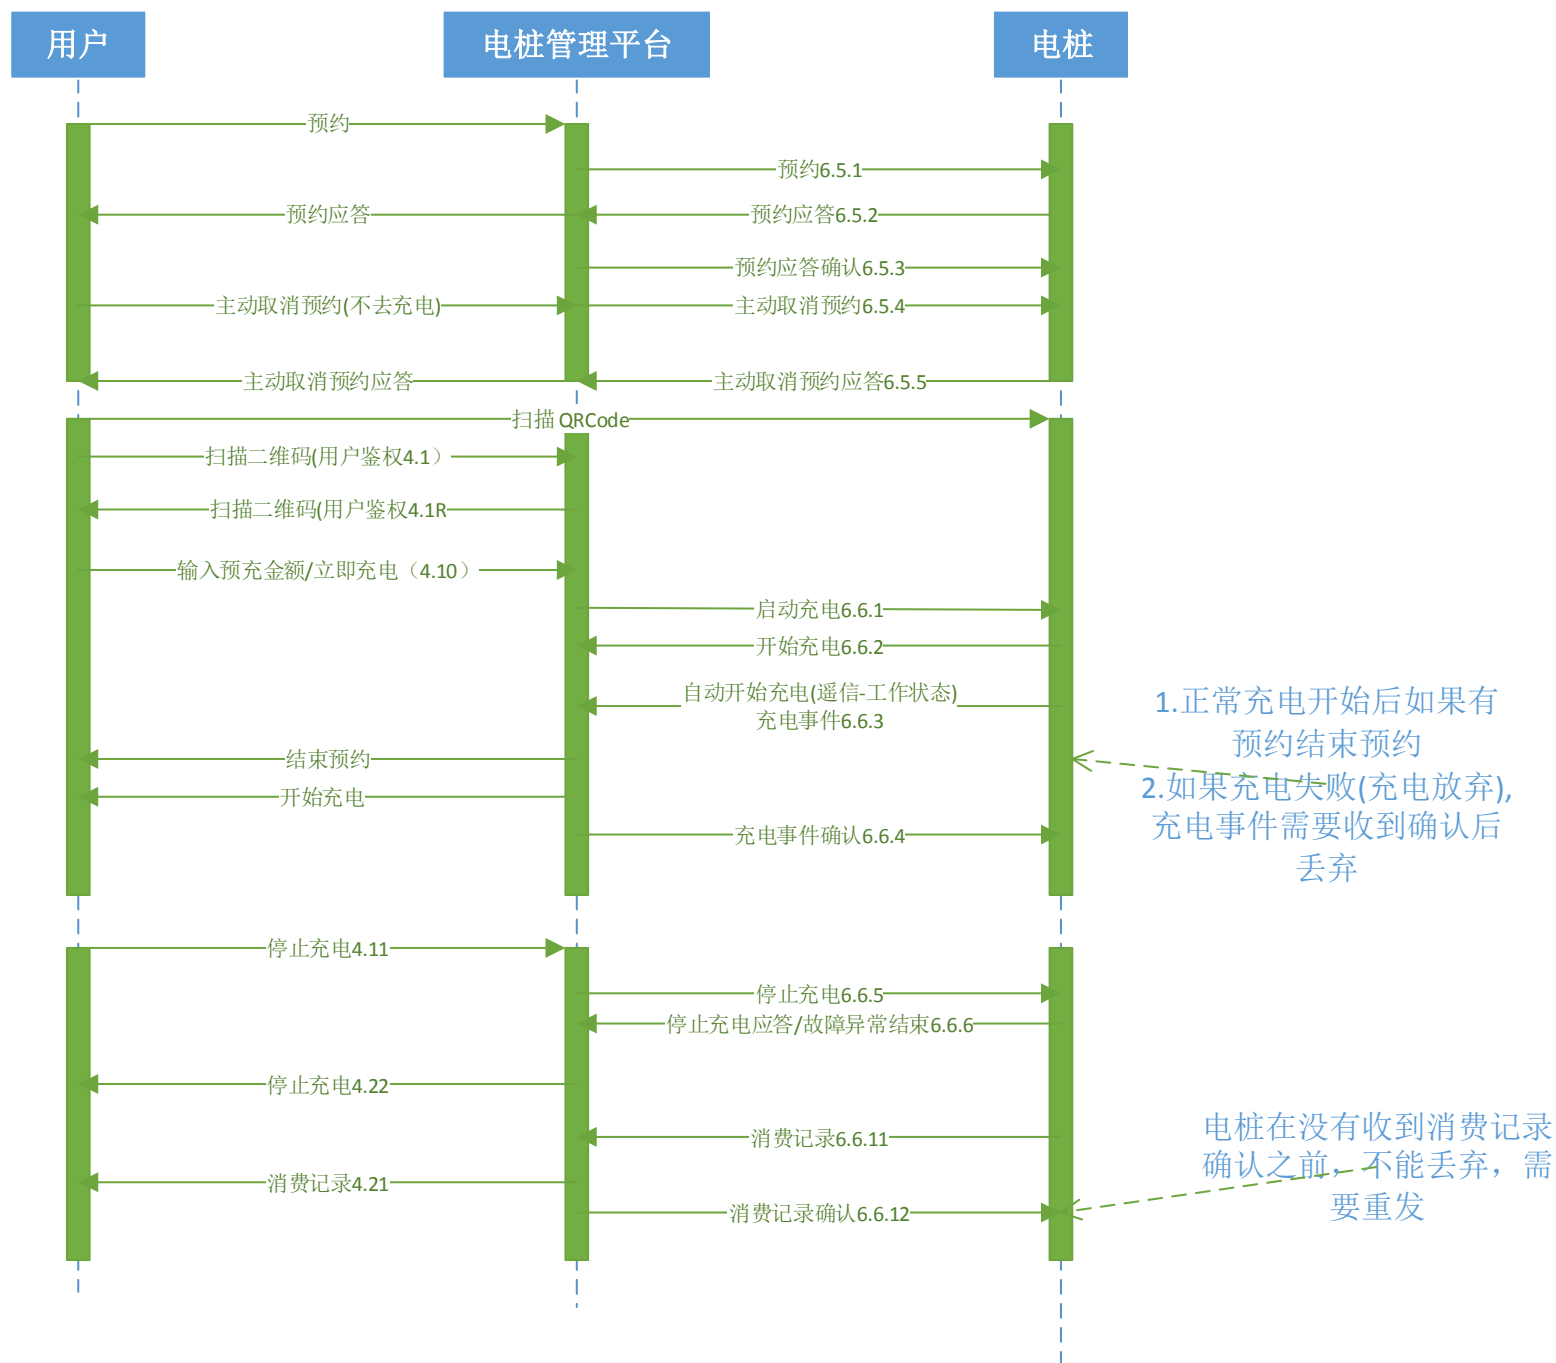 用户
电桩管理平台
电桩
预约
预约6.5.1
预约应答
预约应答6.5.2
预约应答确认6.5.3
主动取消预约(不去充电)
主动取消预约6.5.4
主动取消预约应答
主动取消预约应答6.5.5
扫描QRCode
扫描二维码(用户鉴权4.1）
扫描二维码(用户鉴权4.1R
输入预充金额/立即充电（4.10）
启动充电6.6.1
开始充电6.6.2
自动开始充电(遥信-工作状态)
充电事件6.6.3
结束预约
开始充电
充电事件确认6.6.4
1.正常充电开始后如果有
预约结束预约
2.如果充电失败(充电放弃),
充电事件需要收到确认后
丢弃
停止充电4.11
停止充电6.6.5
停止充电应答/故障异常结束6.6.6
停止充电4.22
消费记录6.6.11
消费记录4.21
消费记录确认6.6.12
电桩在没有收到消费记录
确认之前，不能丢弃，需
要重发